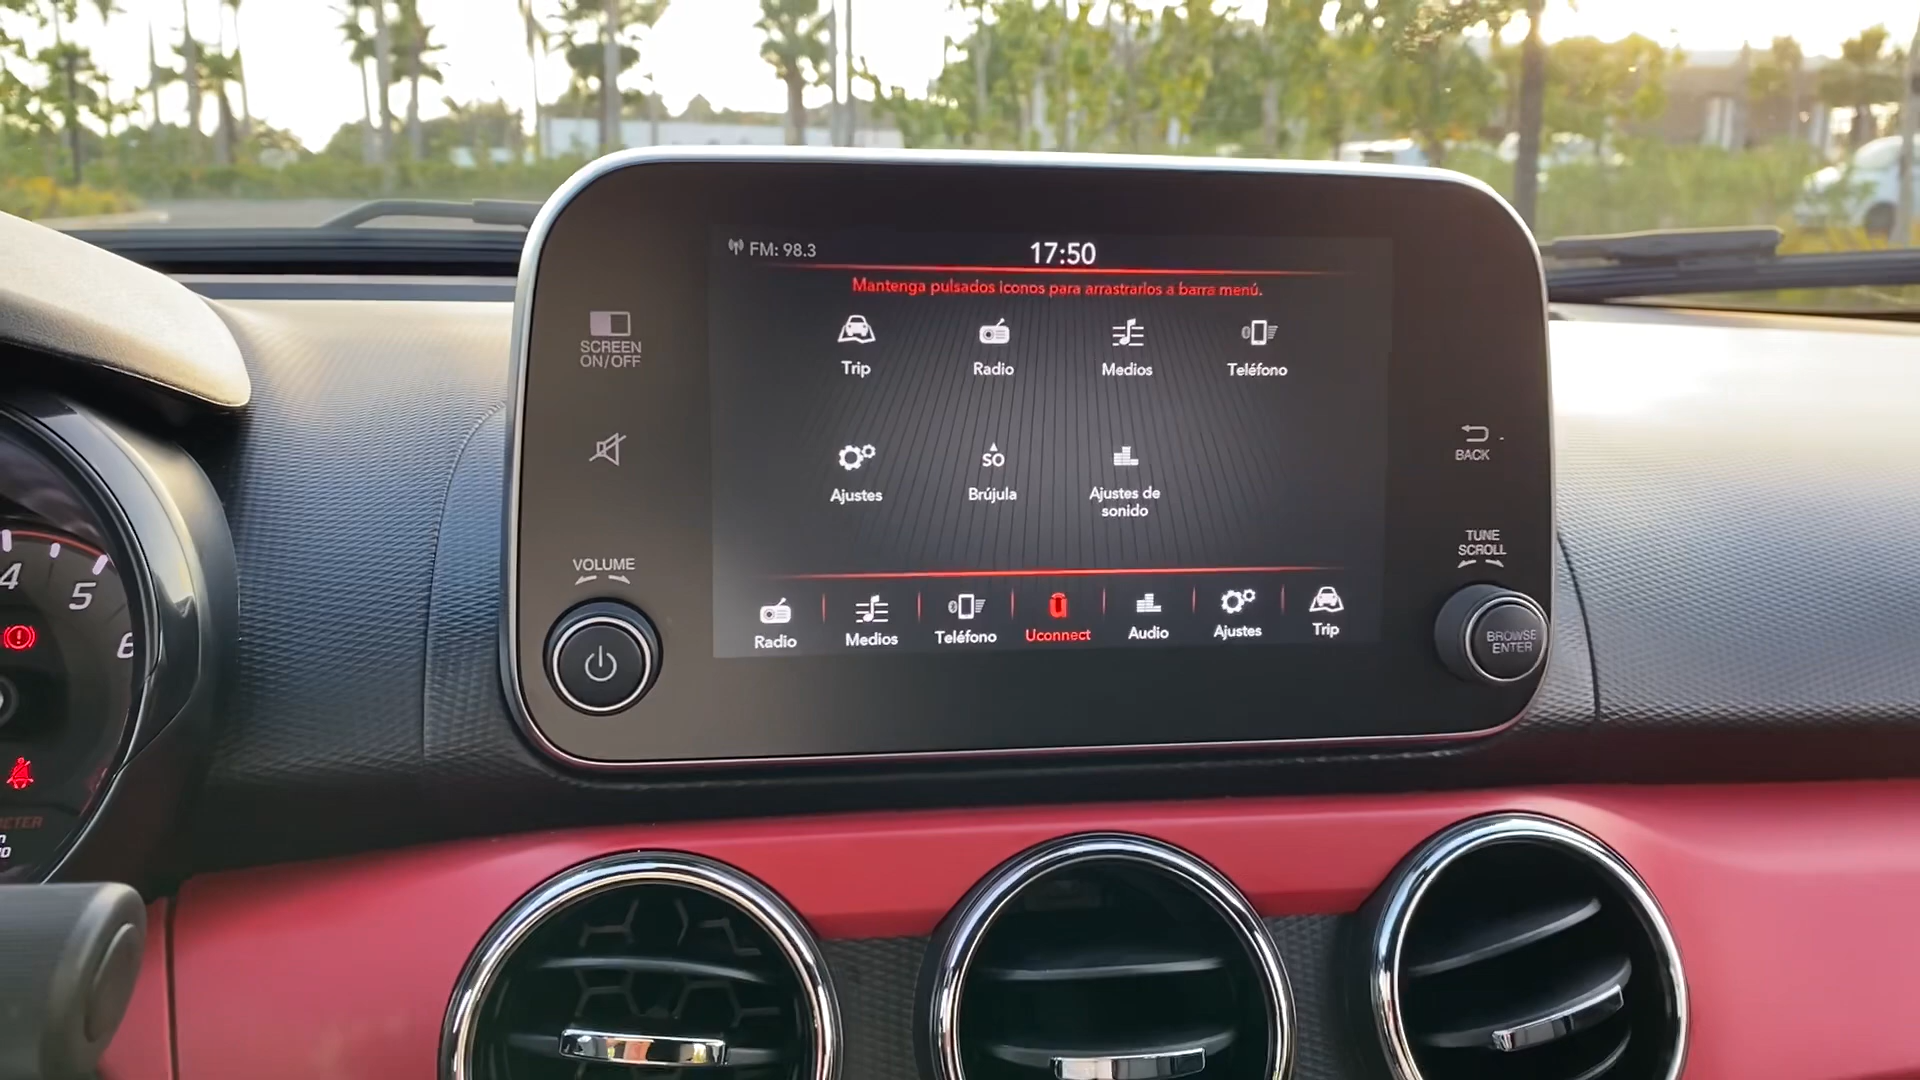 FM: 98.3
17:50
Mantenga pulsados iconos para arrastrarlos a barra menú.
SCREEN
ON/OFF
Trip
Radio
Medios
Teléfono
SO
Ajustes
Brújula
Ajustes de
sonido
BACK
VOLUME
TUNE
SCROLL
Radio
Medios
Teléfono
Uconnect
Audio
Ajustes
Trip
BROWSE
ENTER
4
5
6